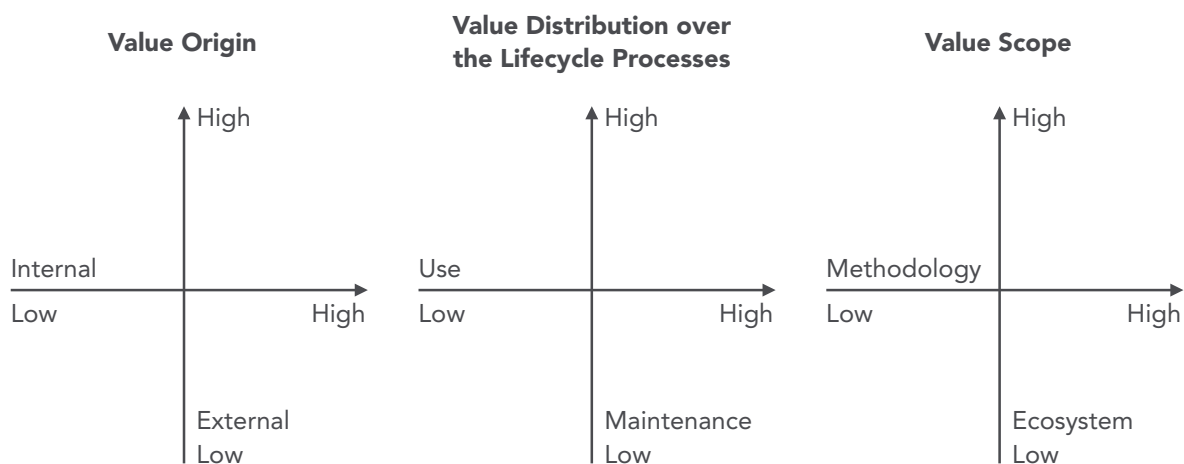 Value Origin
High
Internal
Low
High
External
Low
Value Distribution over
the Lifecycle Processes
High
Use
Low
High
Maintenance
Low
Value Scope
High
Methodology
Low
High
Ecosystem
Low